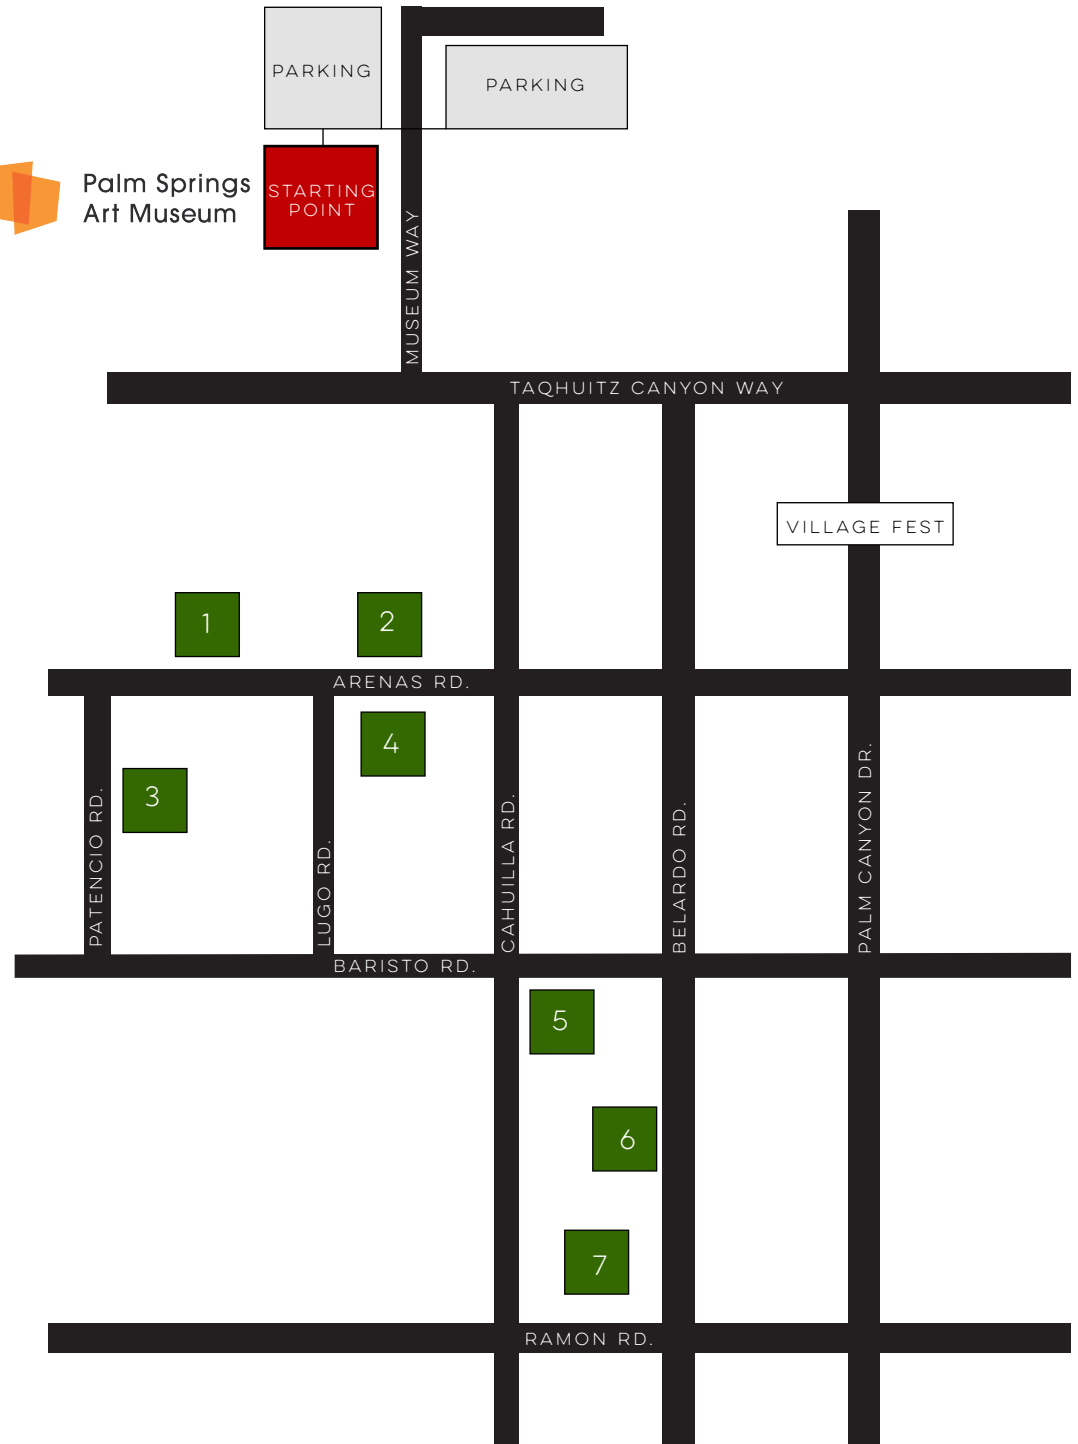 PARKING
PARKING
Palm Springs
Art Museum
STARTING
POINT
MUSEUM WAY
TAQHUITZ CANYON WAY
VILLAGE FEST
1
2
ARENAS RD.
4
3
PATENCIO RD.
LUGO RD.
CAHUILLA RD.
BELARDO RD.
PALM CANYON DR.
BARISTO RD.
5
6
7
RAMON RD.